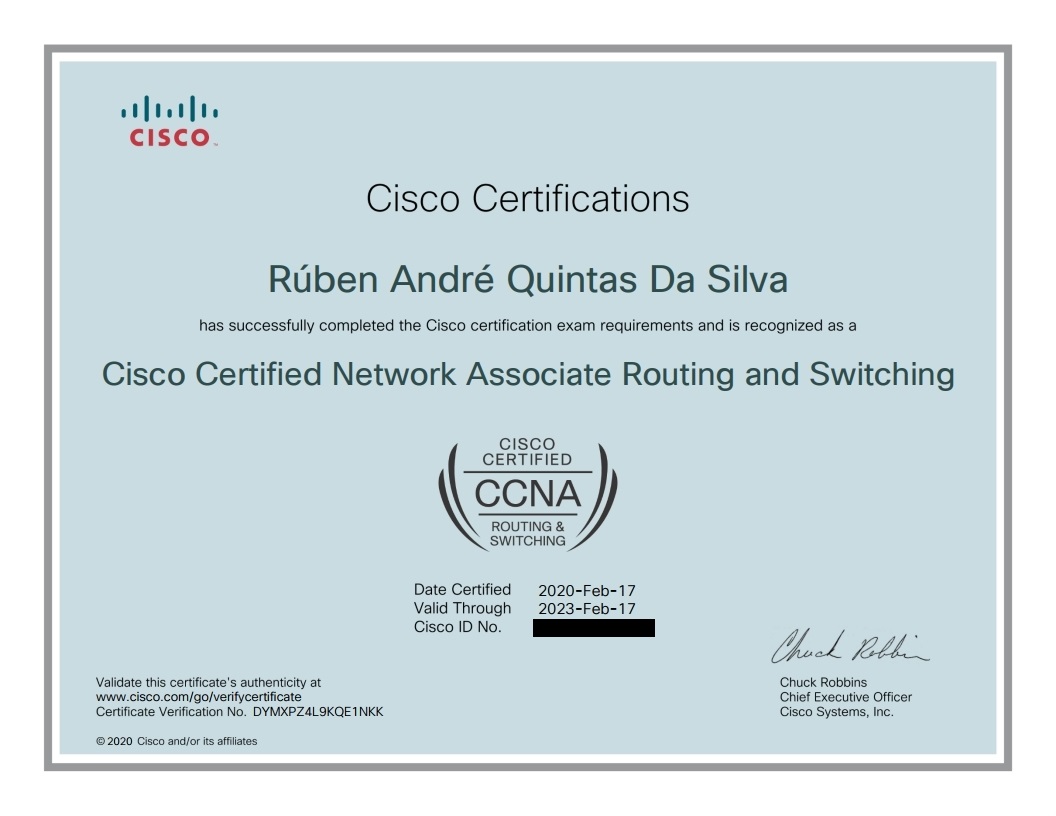 CISCO
Cisco Certifications
Rúben André Quintas Da Silva
has successfully completed the Cisco certification exam requirements and is recognized as a
Cisco Certified Network Associate Routing and Switching
CISCO
CERTIFIED
CCNA
ROUTING &
SWITCHING
Date Certified 2020-Feb-17
Valid Through 2023-Feb-17
Cisco ID No.
Chuck Robbins
Validate this certificate's authenticity at
www.cisco.com/go/verifycertificate
Certificate Verification No. DYMXPZ4L9KQE1NKK
Chuck Robbins
Chief Executive Officer
Cisco Systems, Inc.
© 2020 Cisco and/or its affiliates